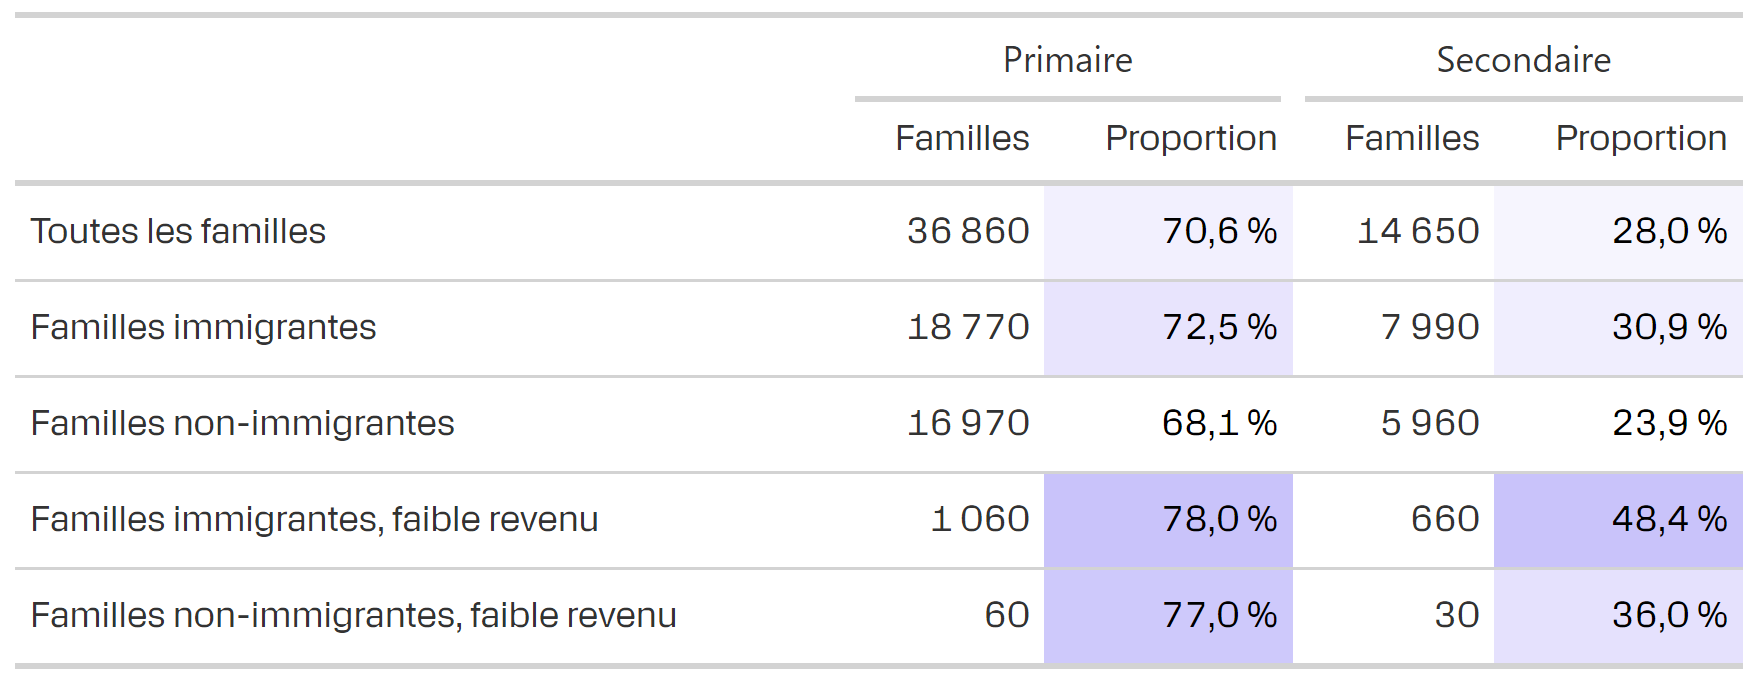 Primaire Secondaire
Familles Proportion Familles Proportion
Toutes les familles 36 860 70,6 % 14 650 28,0 %
Familles immigrantes 18 770 72,5 % 7 990 30,9 %
Familles non-immigrantes 16 970 68,1 % 5 960 23,9 %
Familles immigrantes, faible revenu 1 060 78,0 % 660 48,4 %
Familles non-immigrantes, faible revenu 60 77,0 % 30 36,0 %